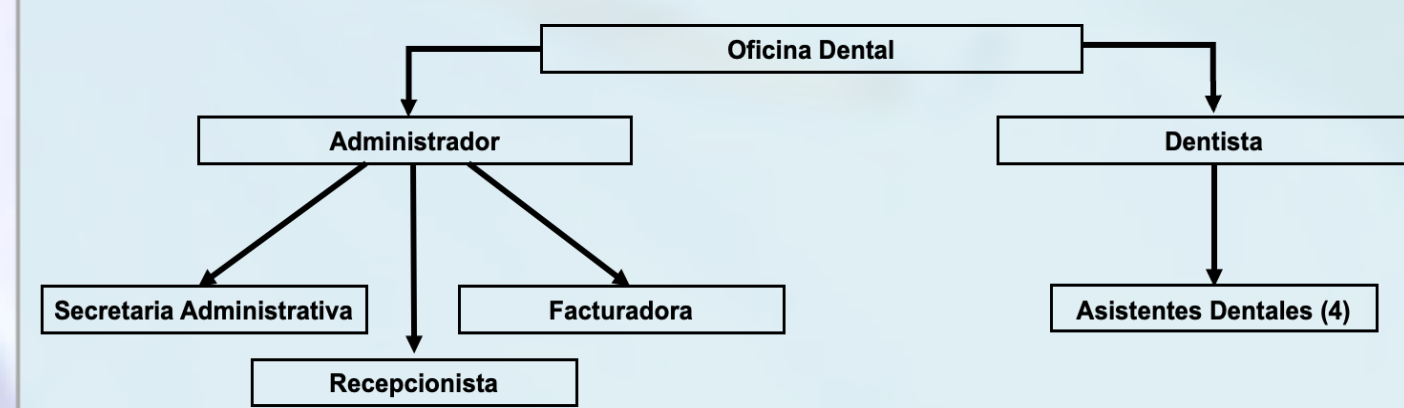 Oficina Dental
Administrador
Dentista
Secretaria Administrativa
Facturadora
Asistentes Dentales (4)
Recepcionista